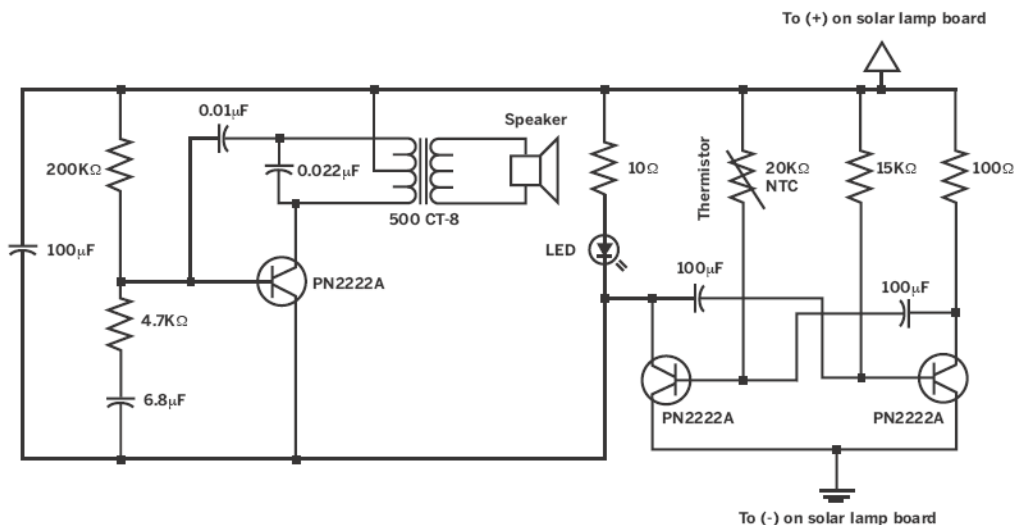 To (+) on solar lamp board
0.01µF
Speaker
200KΩ
0.022µF
10Ω
Thermistor
20KΩ
NTC
15KΩ
100Ω
500 CT-8
100µF
LED
PN2222A
100µF
100µF
4.7KΩ
6.8µF
PN2222A
PN2222A
To (-) on solar lamp board